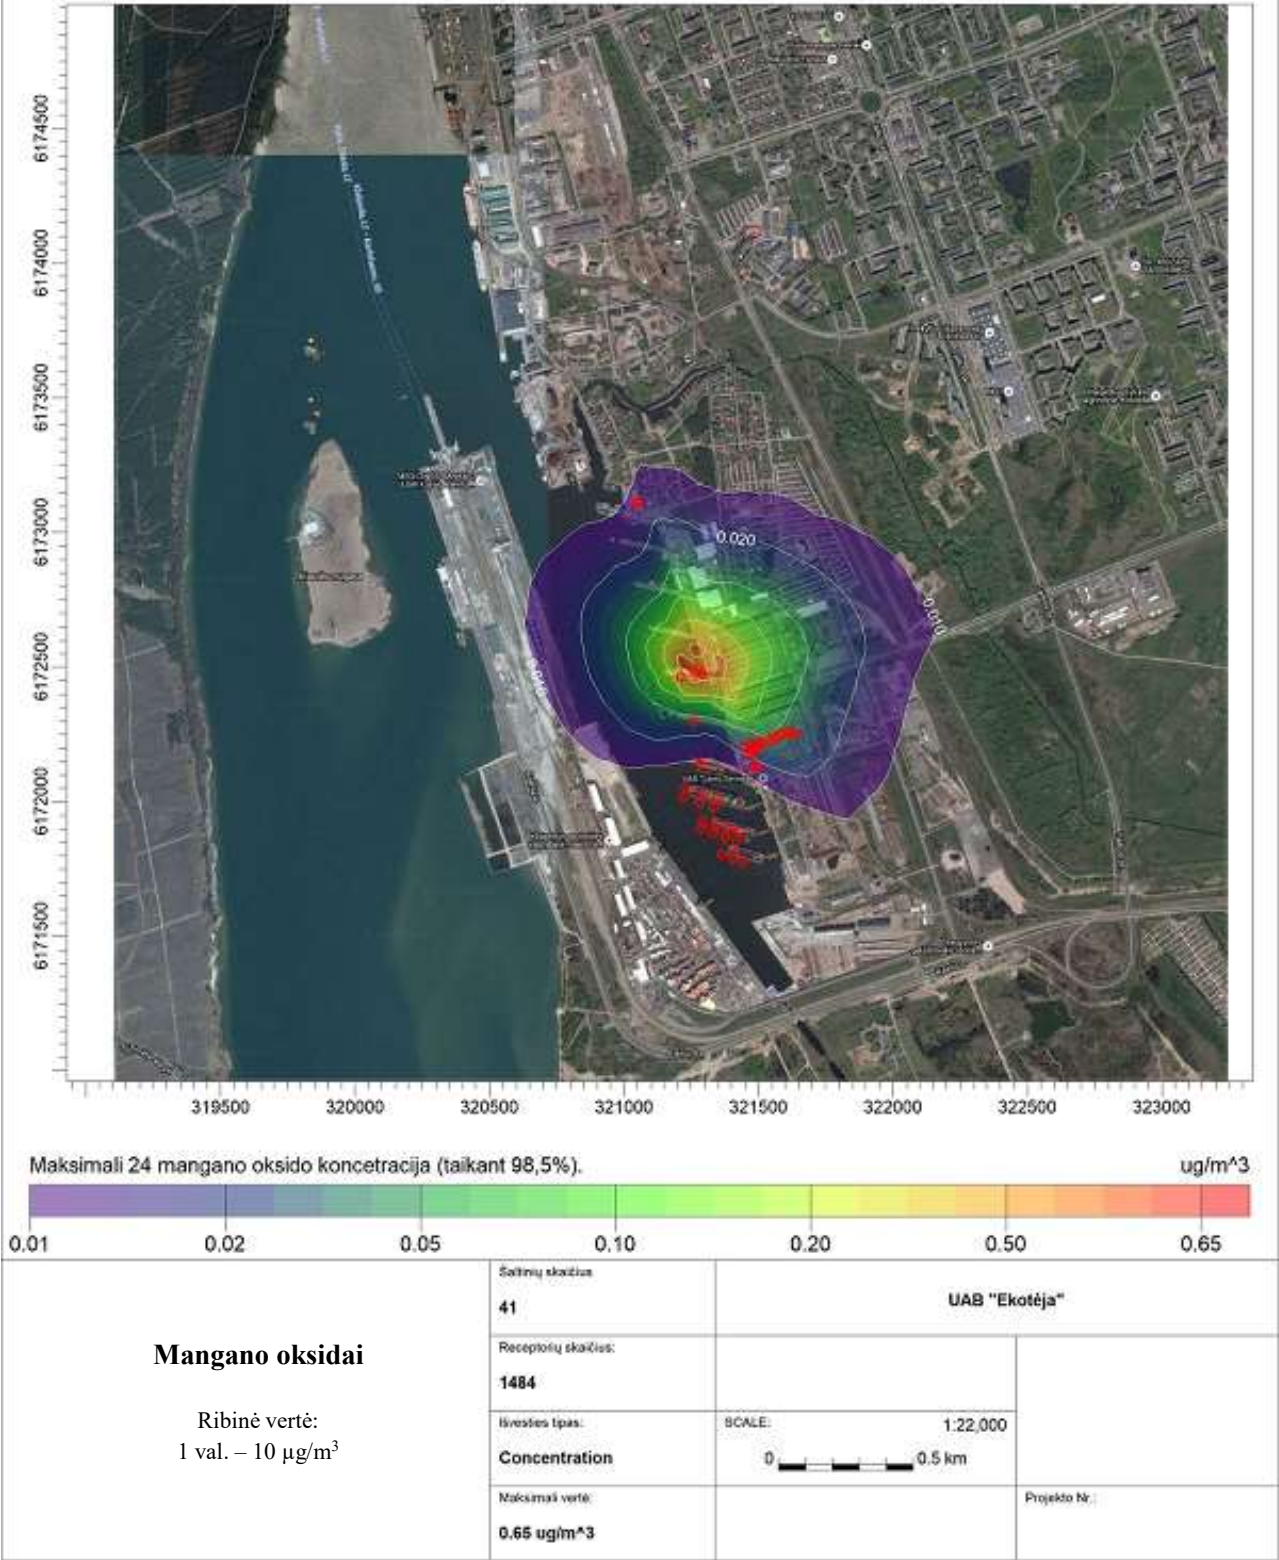 6174500
6174000
6173500
6173000
6172500
6172000
6171500
0.020
0.010
0.010
319500 320000 320500 321000 321500 322000 322500 323000
Maksimali 24 mangano oksido koncetracija (taikant 98,5%). ug/m^3
0.01 0.02 0.05 0.10 0.20 0.50 0.65
Mangano oksidai
Ribinė vertė:
1 val. – 10 µg/m³
Šaltinių skaičius
41
UAB "Ekotėja"
Receptorių skaičius:
1484
Išvesties tipas:
Concentration
SCALE: 1:22,000
0 0.5 km
Maksimali vertė:
0.65 ug/m^3
Projekto Nr.: